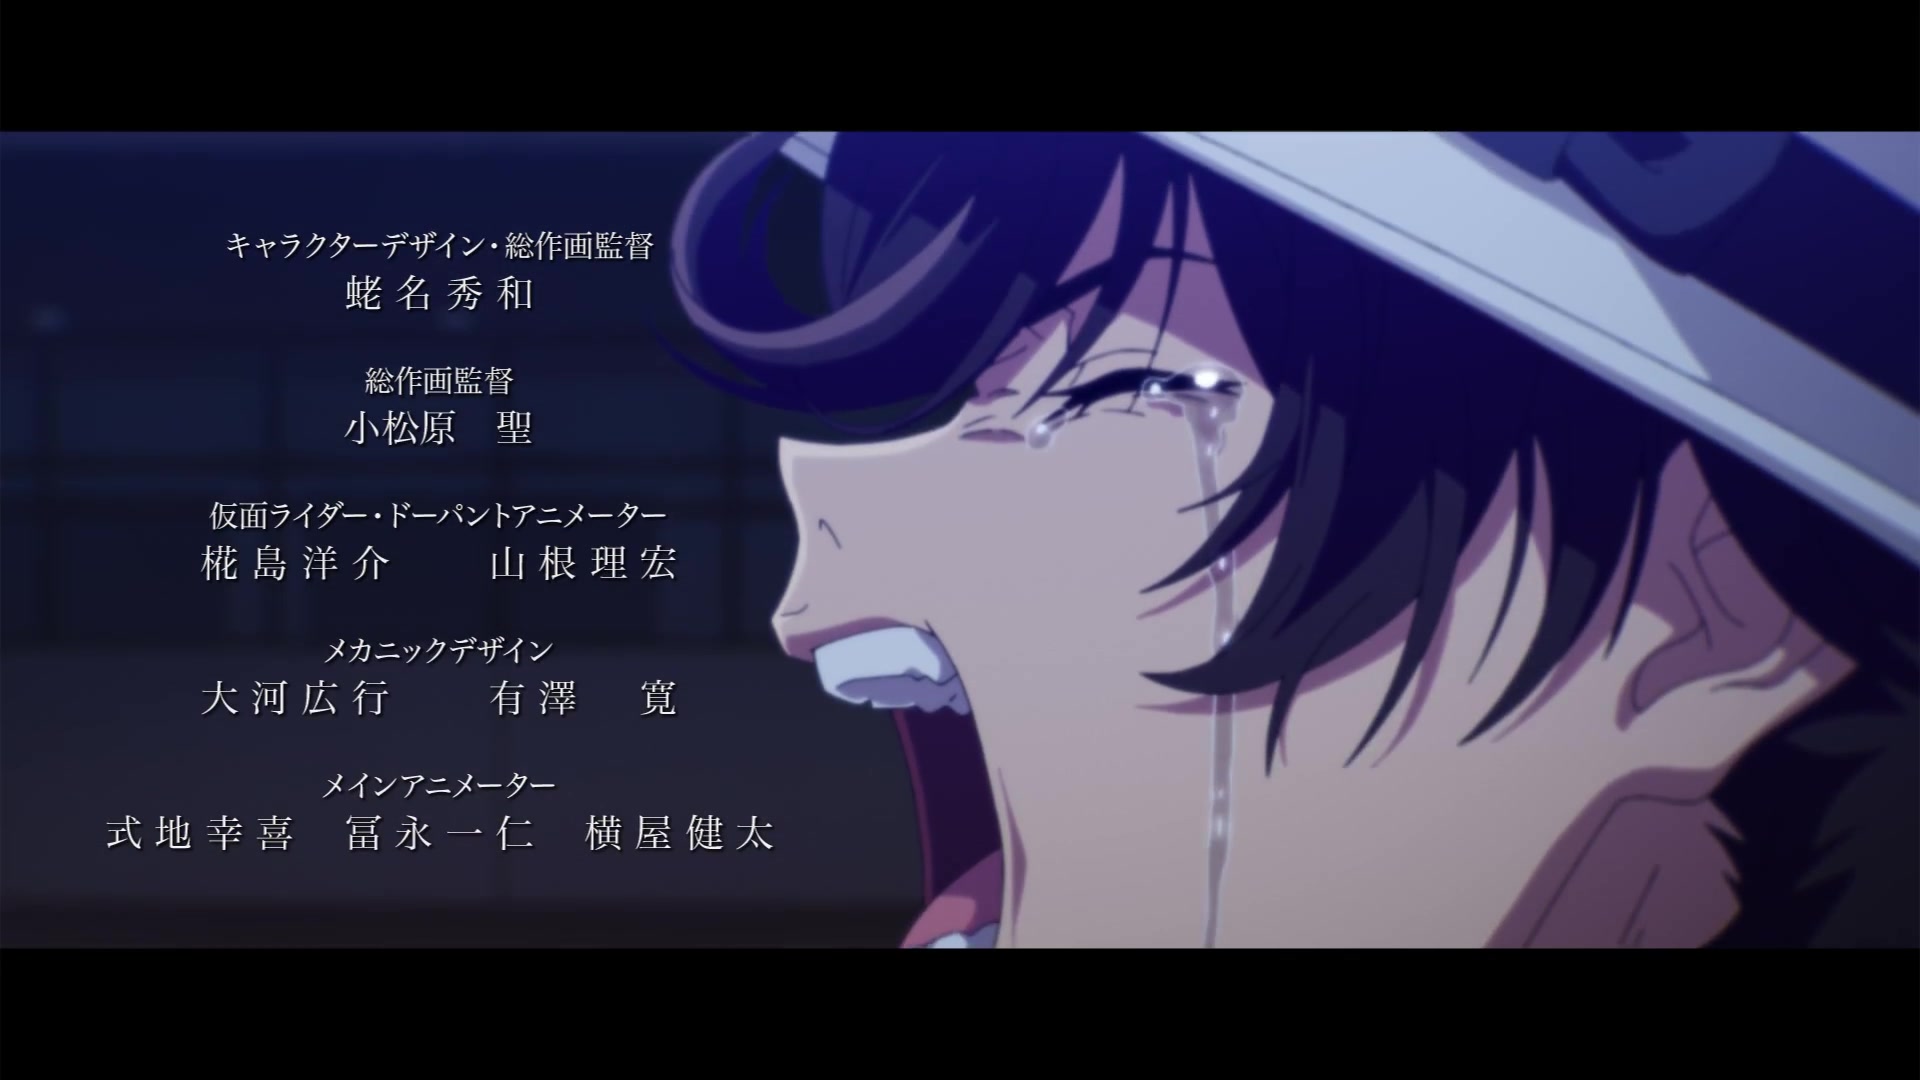 キャラクターデザイン・総作画監督
蛯名秀和
総作画監督
小松原 聖
仮面ライダー・ドーパントアニメーター
椛島洋介 山根理宏
メカニックデザイン
大河広行 有澤 寛
メインアニメーター
式地幸喜 冨永一仁 横屋健太